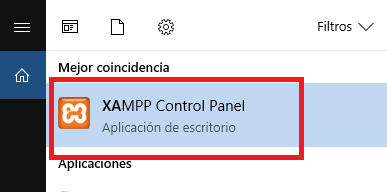 Filtros
Mejor coincidencia
XAMPP Control Panel
Aplicación de escritorio
Aplicaciones